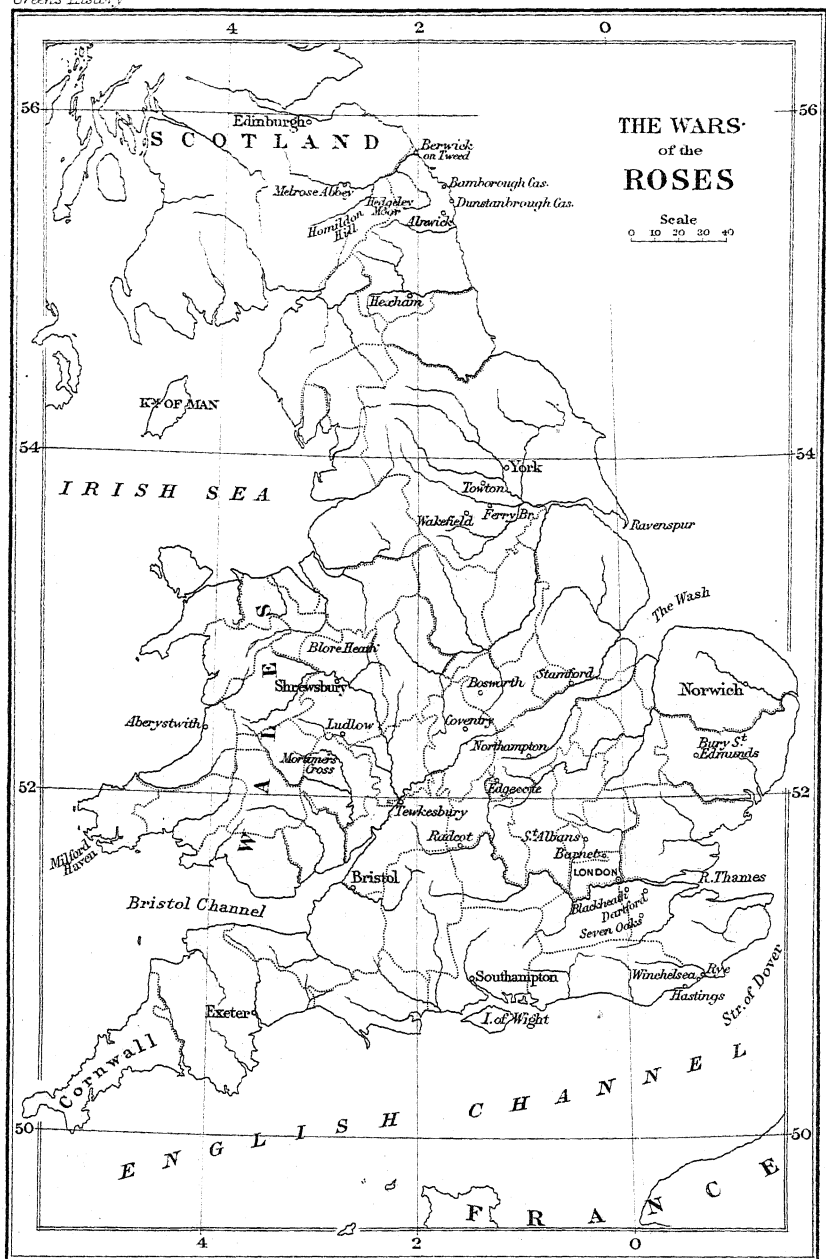 Green's History
4 2 0
56 56
THE WARS
of the
ROSES
Scale
0 10 20 30 40
Edinburgh
SCOTLAND
Berwick
on Tweed
Melrose Abbey
Bamborough Cas.
Hedgeley
Moor
Dunstanbrough Cas.
Homildon
Hill
Alnwick
Hexham
OF MAN
54 54
IRISH SEA
York
Towton
Wakefield
Ferry Br.
Ravenspur
The Wash
WALES
Blore Heath
Shrewsbury
Bosworth
Stamford
Norwich
Aberystwith
Ludlow
Coventry
Mortimers
Cross
Northampton
Bury St
Edmunds
52 52
Edgecote
Tewkesbury
Milford
Haven
Radcot
St Albans
Barnet
LONDON
R. Thames
Bristol
Bristol Channel
Blackheath
Dartford
Seven Oaks
Southampton
Winchelsea
Rye
Hastings
Str. of Dover
Exeter
I. of Wight
Cornwall
50 50
ENGLISH CHANNEL
FRANCE
4 2 0